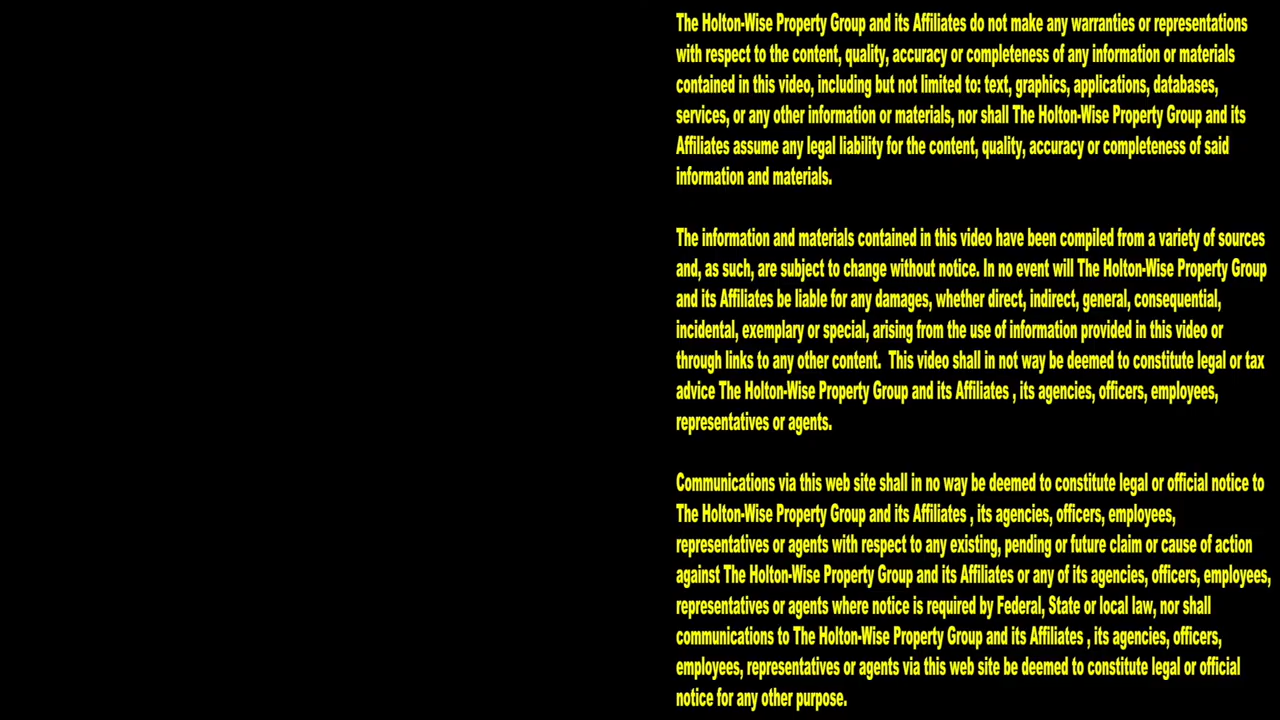 The Holton-Wise Property Group and its Affiliates do not make any warranties or representations
with respect to the content, quality, accuracy or completeness of any information or materials
contained in this video, including but not limited to: text, graphics, applications, databases,
services, or any other information or materials, nor shall The Holton-Wise Property Group and its
Affiliates assume any legal liability for the content, quality, accuracy or completeness of said
information and materials.
The information and materials contained in this video have been compiled from a variety of sources
and, as such, are subject to change without notice. In no event will The Holton-Wise Property Group
and its Affiliates be liable for any damages, whether direct, indirect, general, consequential,
incidental, exemplary or special, arising from the use of information provided in this video or
through links to any other content.  This video shall in not way be deemed to constitute legal or tax
advice The Holton-Wise Property Group and its Affiliates , its agencies, officers, employees,
representatives or agents.
Communications via this web site shall in no way be deemed to constitute legal or official notice to
The Holton-Wise Property Group and its Affiliates , its agencies, officers, employees,
representatives or agents with respect to any existing, pending or future claim or cause of action
against The Holton-Wise Property Group and its Affiliates or any of its agencies, officers, employees,
representatives or agents where notice is required by Federal, State or local law, nor shall
communications to The Holton-Wise Property Group and its Affiliates , its agencies, officers,
employees, representatives or agents via this web site be deemed to constitute legal or official
notice for any other purpose.